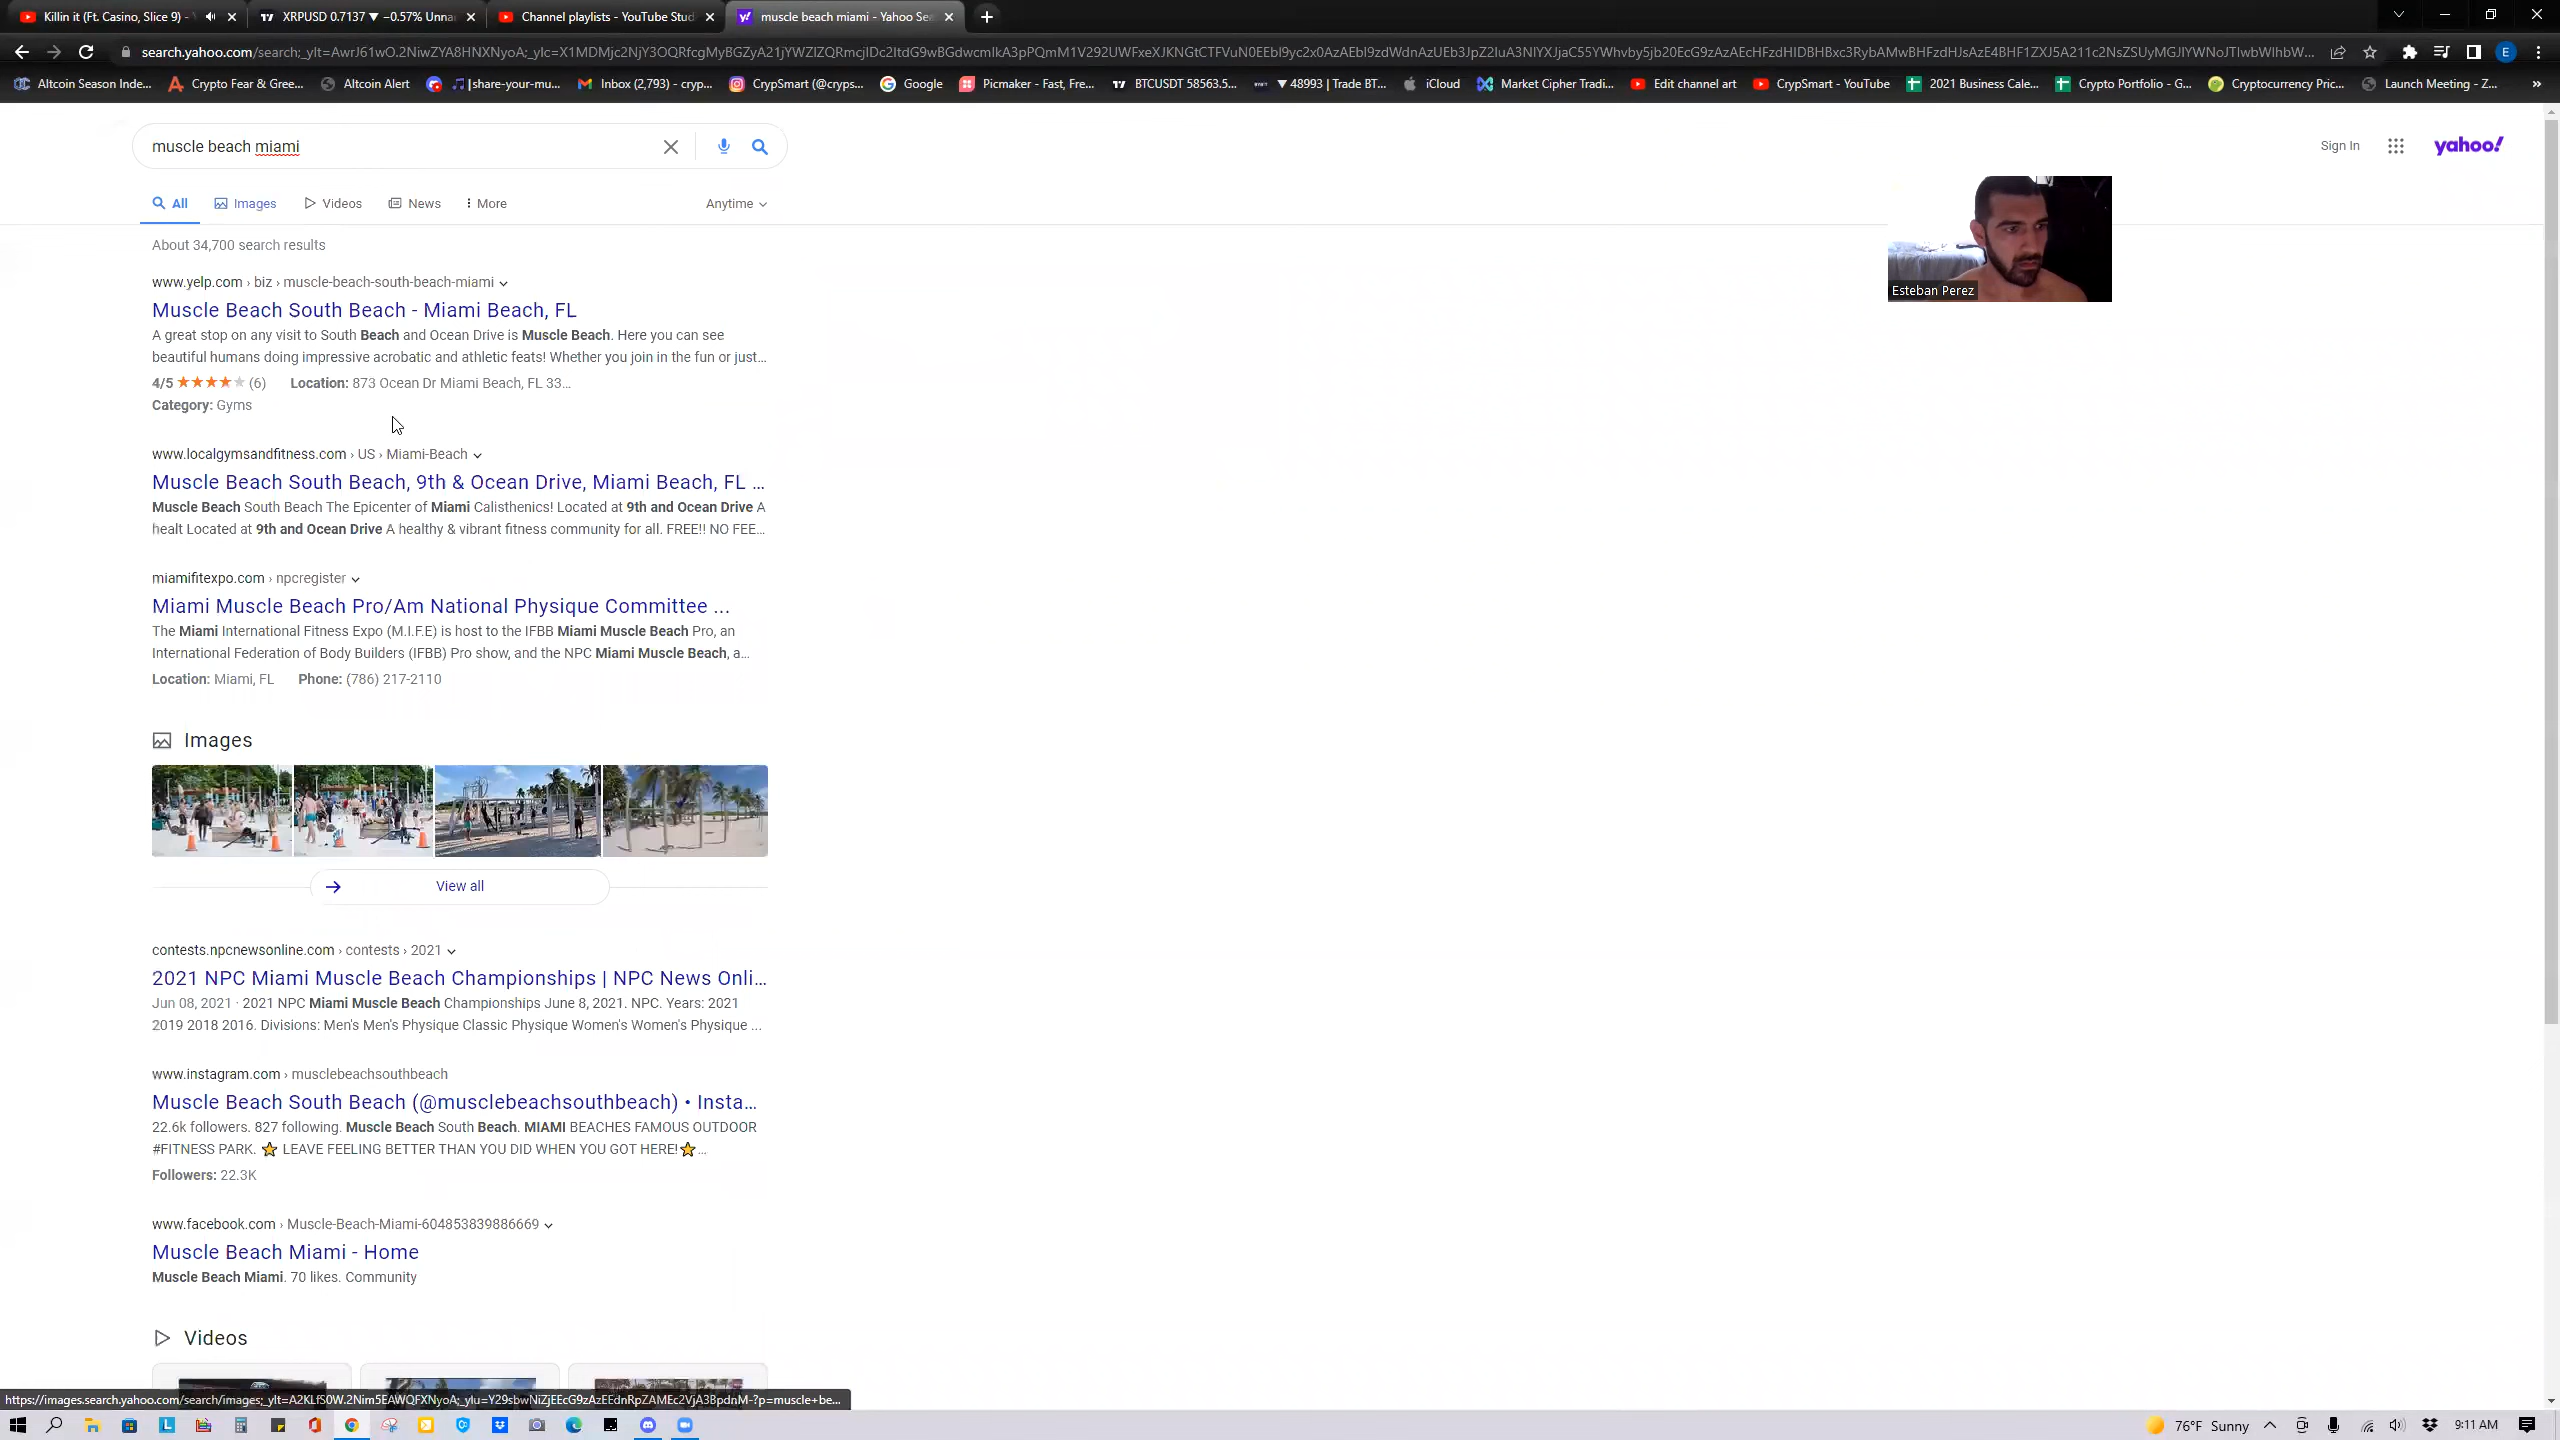 Killin it (Ft. Casino, Slice 9) -
XRPUSD 0.7137 ▼ −0.57% Unna
Channel playlists - YouTube Stud
muscle beach miami - Yahoo Sea
Altcoin Season Inde...
Crypto Fear & Gree...
Altcoin Alert
|share-your-mu...
Inbox (2,793) - cryp...
CrypSmart (@cryps...
Google
Picmaker - Fast, Fre...
BTCUSDT 58563.5...
▼ 48993 | Trade BT...
iCloud
Market Cipher Tradi...
Edit channel art
CrypSmart - YouTube
2021 Business Cale...
Crypto Portfolio - G...
Cryptocurrency Pric...
Launch Meeting - Z...
»
muscle beach miami
Sign In
yahoo!
All Images Videos News More Anytime
About 34,700 search results
Esteban Perez
www.yelp.com › biz › muscle-beach-south-beach-miami
Muscle Beach South Beach - Miami Beach, FL
A great stop on any visit to South Beach and Ocean Drive is Muscle Beach. Here you can see
beautiful humans doing impressive acrobatic and athletic feats! Whether you join in the fun or just...
4/5 ★★★★★ (6) Location: 873 Ocean Dr Miami Beach, FL 33...
Category: Gyms
www.localgymsandfitness.com › US › Miami-Beach
Muscle Beach South Beach, 9th & Ocean Drive, Miami Beach, FL ...
Muscle Beach South Beach The Epicenter of Miami Calisthenics! Located at 9th and Ocean Drive A
healt Located at 9th and Ocean Drive A healthy & vibrant fitness community for all. FREE!! NO FEE...
miamifitexpo.com › npcregister
Miami Muscle Beach Pro/Am National Physique Committee ...
The Miami International Fitness Expo (M.I.F.E) is host to the IFBB Miami Muscle Beach Pro, an
International Federation of Body Builders (IFBB) Pro show, and the NPC Miami Muscle Beach, a...
Location: Miami, FL Phone: (786) 217-2110
Images
View all
contests.npcnewsonline.com › contests › 2021
2021 NPC Miami Muscle Beach Championships | NPC News Onli...
Jun 08, 2021 · 2021 NPC Miami Muscle Beach Championships June 8, 2021. NPC. Years: 2021
2019 2018 2016. Divisions: Men's Men's Physique Classic Physique Women's Women's Physique ...
www.instagram.com › musclebeachsouthbeach
Muscle Beach South Beach (@musclebeachsouthbeach) • Insta...
22.6k followers. 827 following. Muscle Beach South Beach. MIAMI BEACHES FAMOUS OUTDOOR
#FITNESS PARK. ⭐ LEAVE FEELING BETTER THAN YOU DID WHEN YOU GOT HERE!⭐...
Followers: 22.3K
www.facebook.com › Muscle-Beach-Miami-604853839886669
Muscle Beach Miami - Home
Muscle Beach Miami. 70 likes. Community
Videos
76°F Sunny
9:11 AM